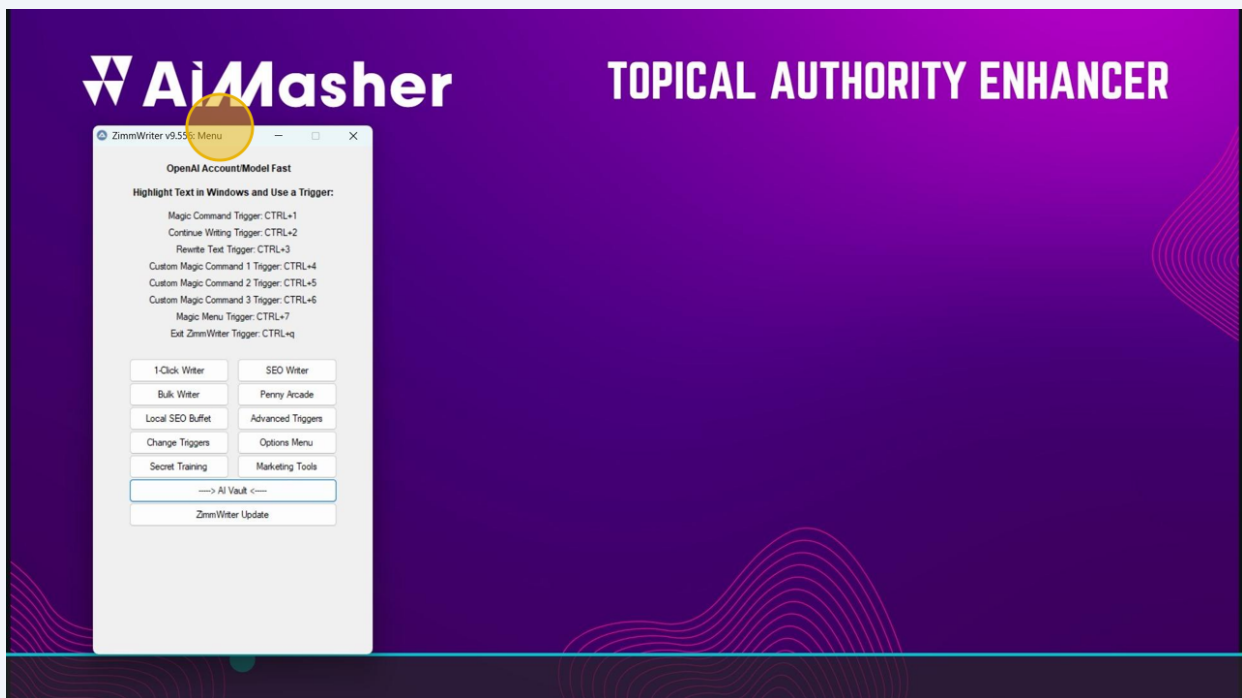 AiMasher
TOPICAL AUTHORITY ENHANCER
ZimmWriter v9.555: Menu
OpenAI Account/Model Fast
Highlight Text in Windows and Use a Trigger:
Magic Command Trigger: CTRL+1
Continue Writing Trigger: CTRL+2
Rewrite Text Trigger: CTRL+3
Custom Magic Command 1 Trigger: CTRL+4
Custom Magic Command 2 Trigger: CTRL+5
Custom Magic Command 3 Trigger: CTRL+6
Magic Menu Trigger: CTRL+7
Exit ZimmWriter Trigger: CTRL+q
1-Click Writer SEO Writer
Bulk Writer Penny Arcade
Local SEO Buffet Advanced Triggers
Change Triggers Options Menu
Secret Training Marketing Tools
----> AI Vault <----
ZimmWriter Update